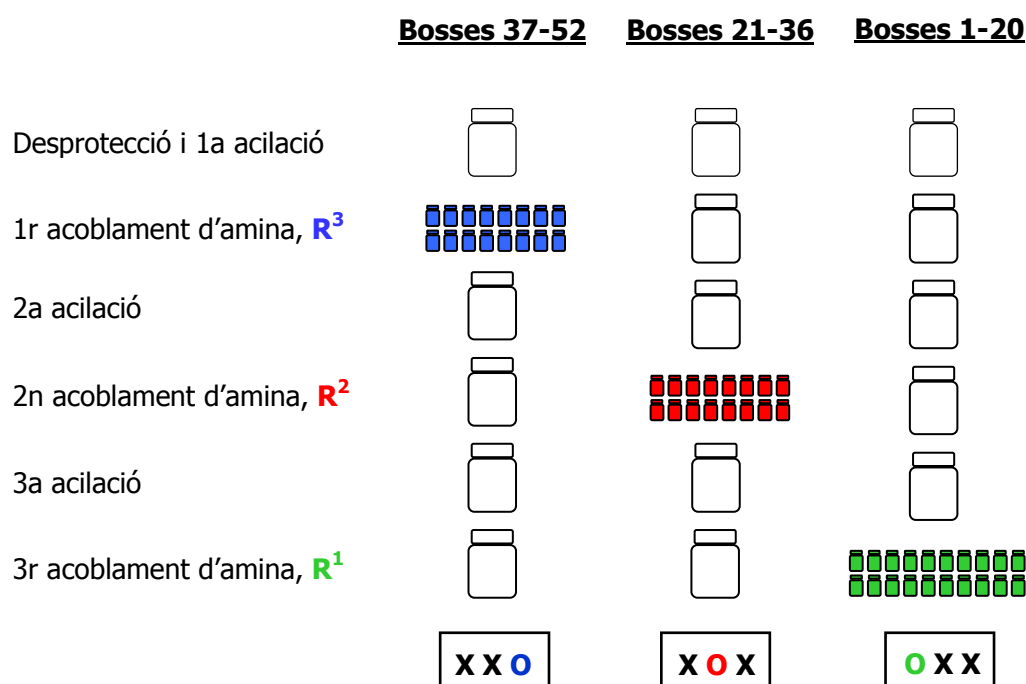 Bosses 37-52 Bosses 21-36 Bosses 1-20
Desprotecció i 1a acilació
1r acoblament d'amina, R³
2a acilació
2n acoblament d'amina, R²
3a acilació
3r acoblament d'amina, R¹
X X O X O X O X X